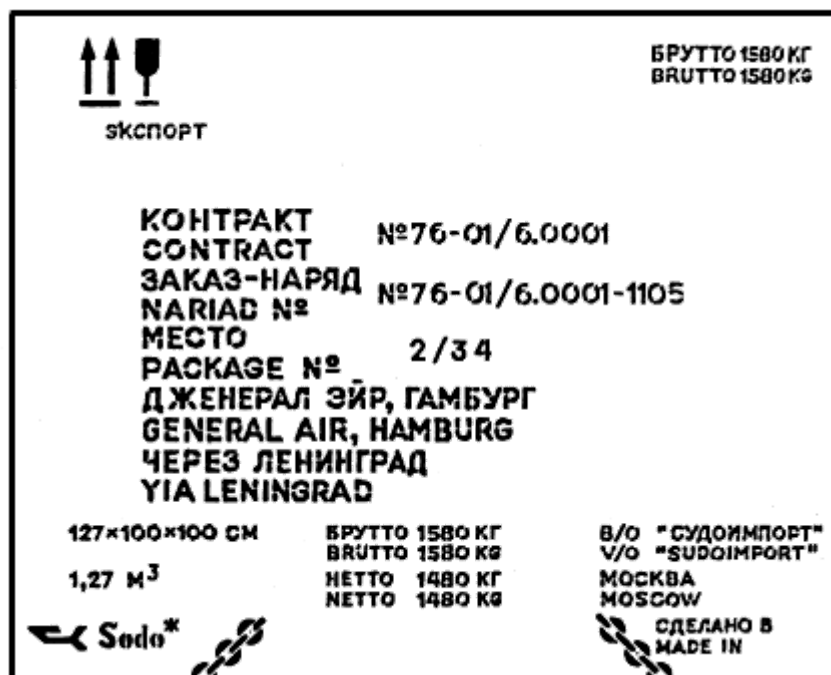 БРУТТО 1580 КГ
BRUTTO 1580 KG
ЭКСПОРТ
КОНТРАКТ
CONTRACT
№76-01/6.0001
ЗАКАЗ-НАРЯД
NARIAD №
№76-01/6.0001-1105
МЕСТО
PACKAGE №
2/34
ДЖЕНЕРАЛ ЭЙР, ГАМБУРГ
GENERAL AIR, HAMBURG
ЧЕРЕЗ ЛЕНИНГРАД
YIA LENINGRAD
127×100×100 СМ
БРУТТО 1580 КГ
BRUTTO 1580 KG
В/О "СУДОИМПОРТ"
V/O "SUDOIMPORT"
1,27 М³
НЕТТО 1480 КГ
NETTO 1480 KG
МОСКВА
MOSCOW
Sudo*
СДЕЛАНО В
MADE IN